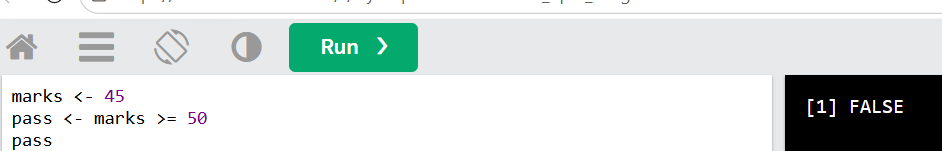 Run ❯
marks <- 45
pass <- marks >= 50
pass
[1] FALSE